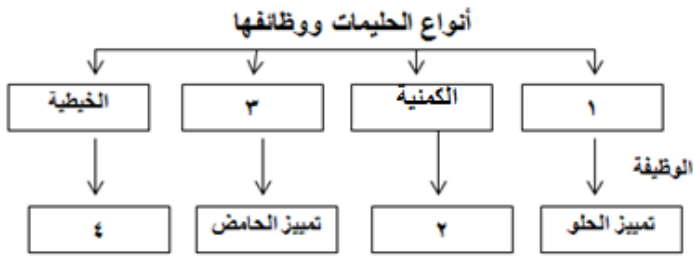 أنواع الحليمات ووظائفها
١ الكمئية ٣ الخيطية
الوظيفة
تمييز الحلو ٢ تمييز الحامض ٤